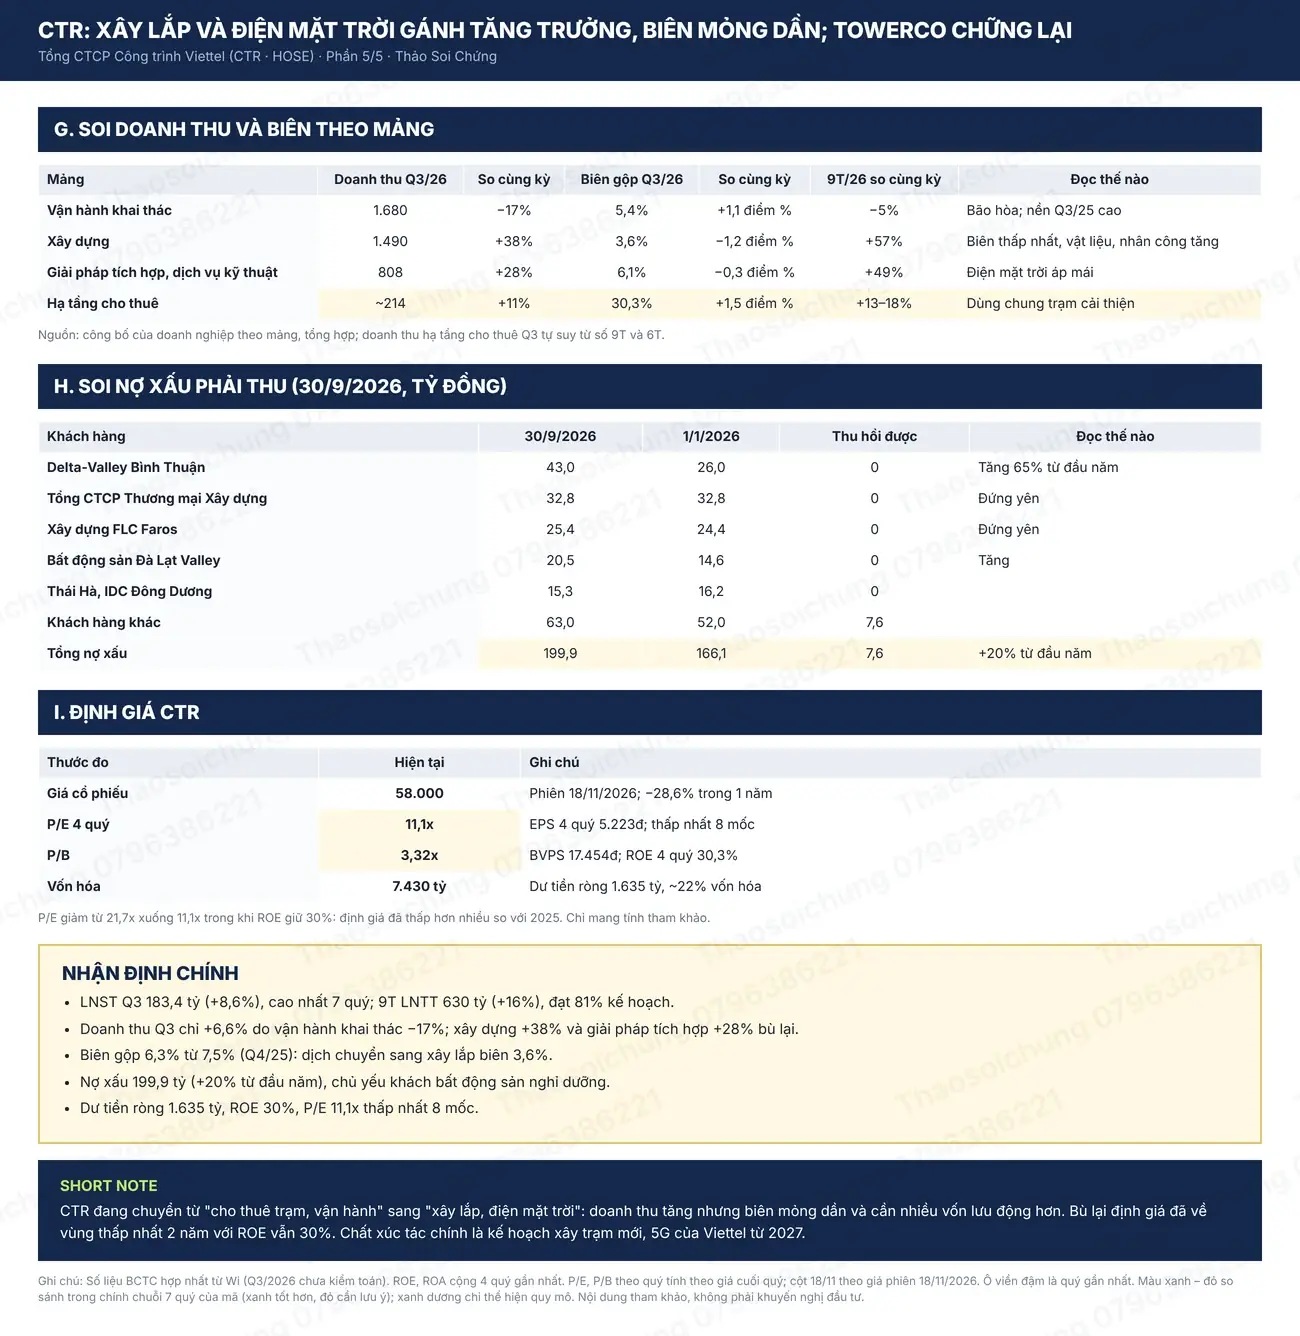 CTR: XÂY LẮP VÀ ĐIỆN MẶT TRỜI GÁNH TĂNG TRƯỞNG, BIÊN MỎNG DẦN; TOWERCO CHỮNG LẠI
Tổng CTCP Công trình Viettel (CTR · HOSE) · Phần 5/5 · Thảo Soi Chứng
G. SOI DOANH THU VÀ BIÊN THEO MẢNG
Mảng Doanh thu Q3/26 So cùng kỳ Biên gộp Q3/26 So cùng kỳ 9T/26 so cùng kỳ Đọc thế nào
Vận hành khai thác 1.680 −17% 5,4% +1,1 điểm % −5% Bão hòa; nền Q3/25 cao
Xây dựng 1.490 +38% 3,6% −1,2 điểm % +57% Biên thấp nhất, vật liệu, nhân công tăng
Giải pháp tích hợp, dịch vụ kỹ thuật 808 +28% 6,1% −0,3 điểm % +49% Điện mặt trời áp mái
Hạ tầng cho thuê ~214 +11% 30,3% +1,5 điểm % +13–18% Dùng chung trạm cải thiện
Nguồn: công bố của doanh nghiệp theo mảng, tổng hợp; doanh thu hạ tầng cho thuê Q3 tự suy từ số 9T và 6T.
H. SOI NỢ XẤU PHẢI THU (30/9/2026, TỶ ĐỒNG)
Khách hàng 30/9/2026 1/1/2026 Thu hồi được Đọc thế nào
Delta-Valley Bình Thuận 43,0 26,0 0 Tăng 65% từ đầu năm
Tổng CTCP Thương mại Xây dựng 32,8 32,8 0 Đứng yên
Xây dựng FLC Faros 25,4 24,4 0 Đứng yên
Bất động sản Đà Lạt Valley 20,5 14,6 0 Tăng
Thái Hà, IDC Đông Dương 15,3 16,2 0
Khách hàng khác 63,0 52,0 7,6
Tổng nợ xấu 199,9 166,1 7,6 +20% từ đầu năm
I. ĐỊNH GIÁ CTR
Thước đo Hiện tại Ghi chú
Giá cổ phiếu 58.000 Phiên 18/11/2026; −28,6% trong 1 năm
P/E 4 quý 11,1x EPS 4 quý 5.223đ; thấp nhất 8 mốc
P/B 3,32x BVPS 17.454đ; ROE 4 quý 30,3%
Vốn hóa 7.430 tỷ Dư tiền ròng 1.635 tỷ, ~22% vốn hóa
P/E giảm từ 21,7x xuống 11,1x trong khi ROE giữ 30%: định giá đã thấp hơn nhiều so với 2025. Chỉ mang tính tham khảo.
NHẬN ĐỊNH CHÍNH
• LNST Q3 183,4 tỷ (+8,6%), cao nhất 7 quý; 9T LNTT 630 tỷ (+16%), đạt 81% kế hoạch.
• Doanh thu Q3 chỉ +6,6% do vận hành khai thác −17%; xây dựng +38% và giải pháp tích hợp +28% bù lại.
• Biên gộp 6,3% từ 7,5% (Q4/25): dịch chuyển sang xây lắp biên 3,6%.
• Nợ xấu 199,9 tỷ (+20% từ đầu năm), chủ yếu khách bất động sản nghỉ dưỡng.
• Dư tiền ròng 1.635 tỷ, ROE 30%, P/E 11,1x thấp nhất 8 mốc.
SHORT NOTE
CTR đang chuyển từ "cho thuê trạm, vận hành" sang "xây lắp, điện mặt trời": doanh thu tăng nhưng biên mỏng dần và cần nhiều vốn lưu động hơn. Bù lại định giá đã về
vùng thấp nhất 2 năm với ROE vẫn 30%. Chất xúc tác chính là kế hoạch xây trạm mới, 5G của Viettel từ 2027.
Ghi chú: Số liệu BCTC hợp nhất từ Wi (Q3/2026 chưa kiểm toán). ROE, ROA cộng 4 quý gần nhất. P/E, P/B theo quý tính theo giá cuối quý; cột 18/11 theo giá phiên 18/11/2026. Ô viền đậm là quý gần nhất. Màu xanh – đỏ so
sánh trong chính chuỗi 7 quý của mã (xanh tốt hơn, đỏ cần lưu ý); xanh dương chỉ thể hiện quy mô. Nội dung tham khảo, không phải khuyến nghị đầu tư.
Thaosoichung 0796386221